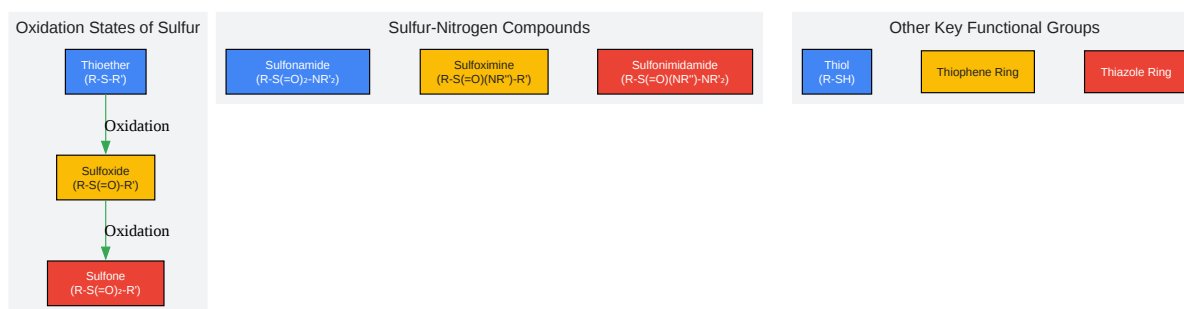 Oxidation States of Sulfur
Thioether
(R-S-R')
Oxidation
Sulfoxide
(R-S(=O)-R')
Oxidation
Sulfone
(R-S(=O)₂-R')
Sulfur-Nitrogen Compounds
Sulfonamide
(R-S(=O)₂-NR'₂)
Sulfoximine
(R-S(=O)(NR'')-R')
Sulfonimidamide
(R-S(=O)(NR'')-NR'₂)
Other Key Functional Groups
Thiol
(R-SH)
Thiophene Ring
Thiazole Ring